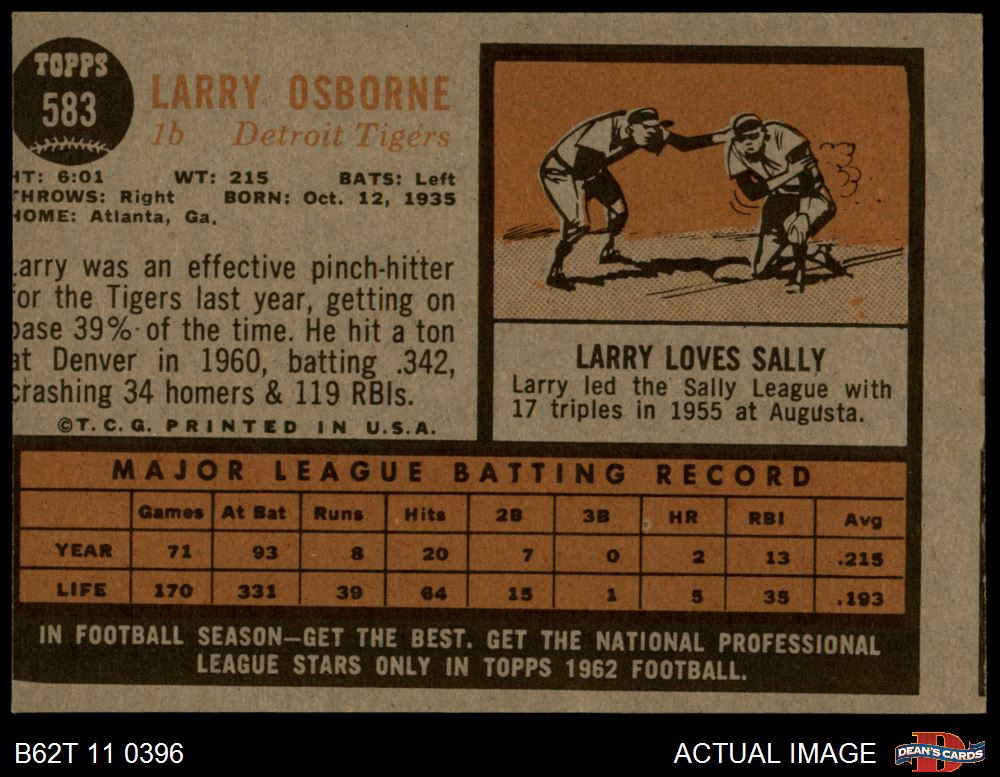 TOPPS
583
LARRY OSBORNE
1b Detroit Tigers
HT: 6:01 WT: 215 BATS: Left
THROWS: Right BORN: Oct. 12, 1935
HOME: Atlanta, Ga.
Larry was an effective pinch-hitter
for the Tigers last year, getting on
base 39% of the time. He hit a ton
at Denver in 1960, batting .342,
crashing 34 homers & 119 RBIs.
©T.C.G. PRINTED IN U.S.A.
LARRY LOVES SALLY
Larry led the Sally League with
17 triples in 1955 at Augusta.
MAJOR LEAGUE BATTING RECORD
Games At Bat Runs Hits 2B 3B HR RBI Avg
YEAR 71 93 8 20 7 0 2 13 .215
LIFE 170 331 39 64 15 1 5 35 .193
IN FOOTBALL SEASON—GET THE BEST. GET THE NATIONAL PROFESSIONAL
LEAGUE STARS ONLY IN TOPPS 1962 FOOTBALL.
B62T 11 0396
ACTUAL IMAGE
D
DEAN'S CARDS